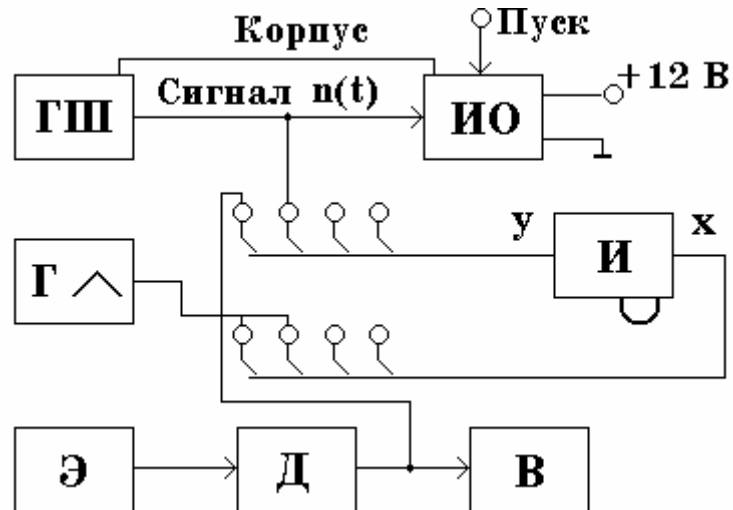 Корпус
Пуск
+12 В
ГШ
Сигнал n(t)
ИО
y
И
x
Г
Э
Д
В